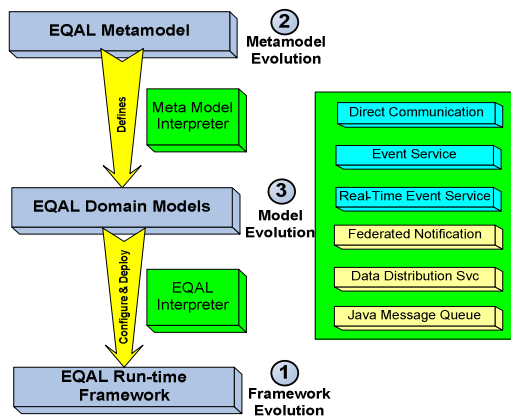 EQAL Metamodel
2
Metamodel
Evolution
Defines
Meta Model
Interpreter
EQAL Domain Models
3
Model
Evolution
Configure & Deploy
EQAL
Interpreter
EQAL Run-time
Framework
1
Framework
Evolution
Direct Communication
Event Service
Real-Time Event Service
Federated Notification
Data Distribution Svc
Java Message Queue